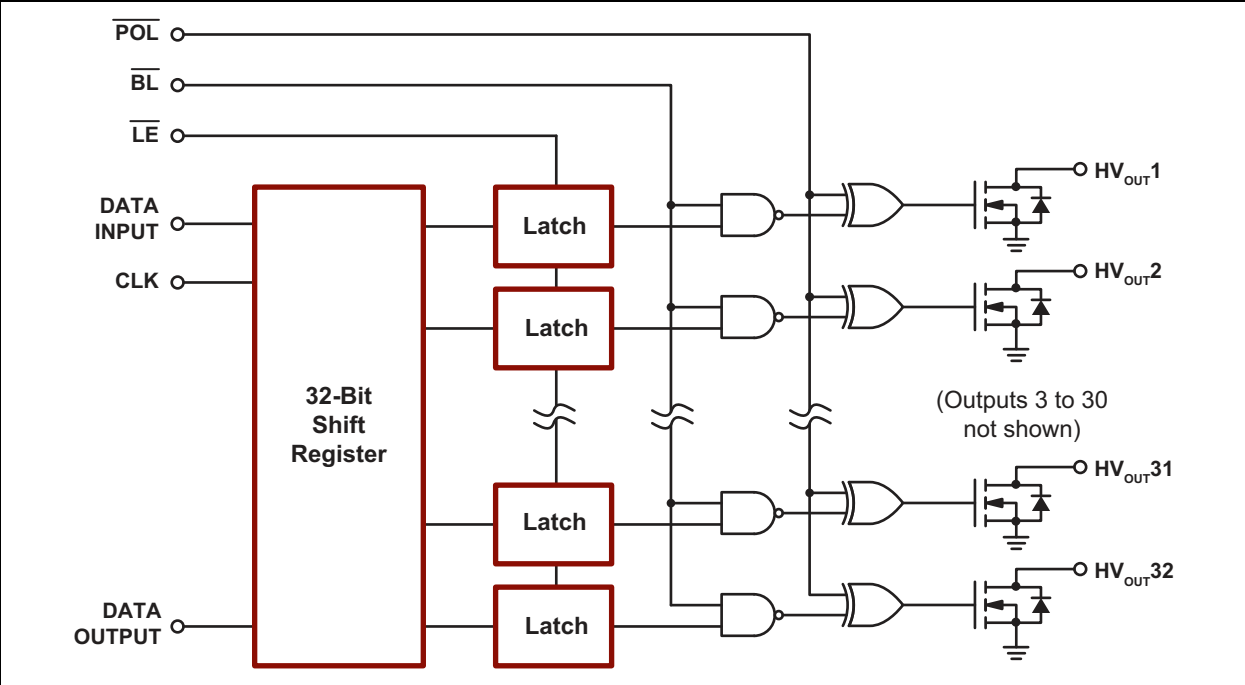 POL
BL
LE
DATA
INPUT
CLK
32-Bit
Shift
Register
DATA
OUTPUT
Latch
Latch
Latch
Latch
HVOUT1
HVOUT2
(Outputs 3 to 30
not shown)
HVOUT31
HVOUT32